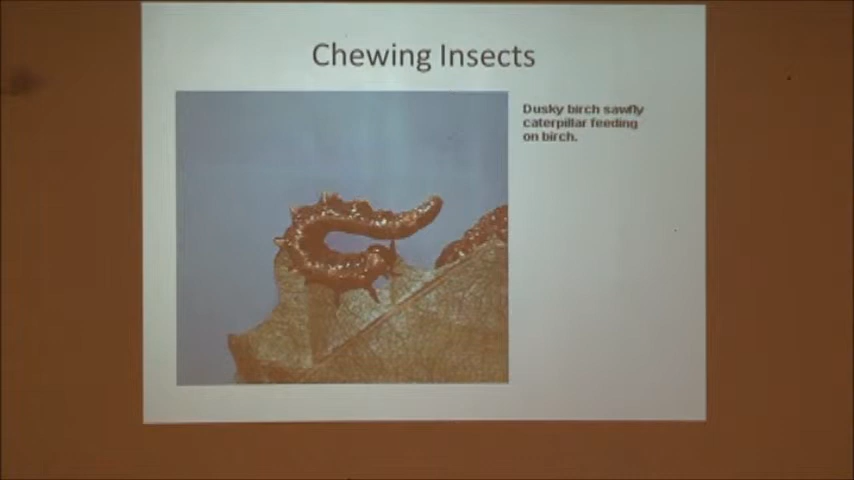 Chewing Insects
Dusky birch sawfly
caterpillar feeding
on birch.